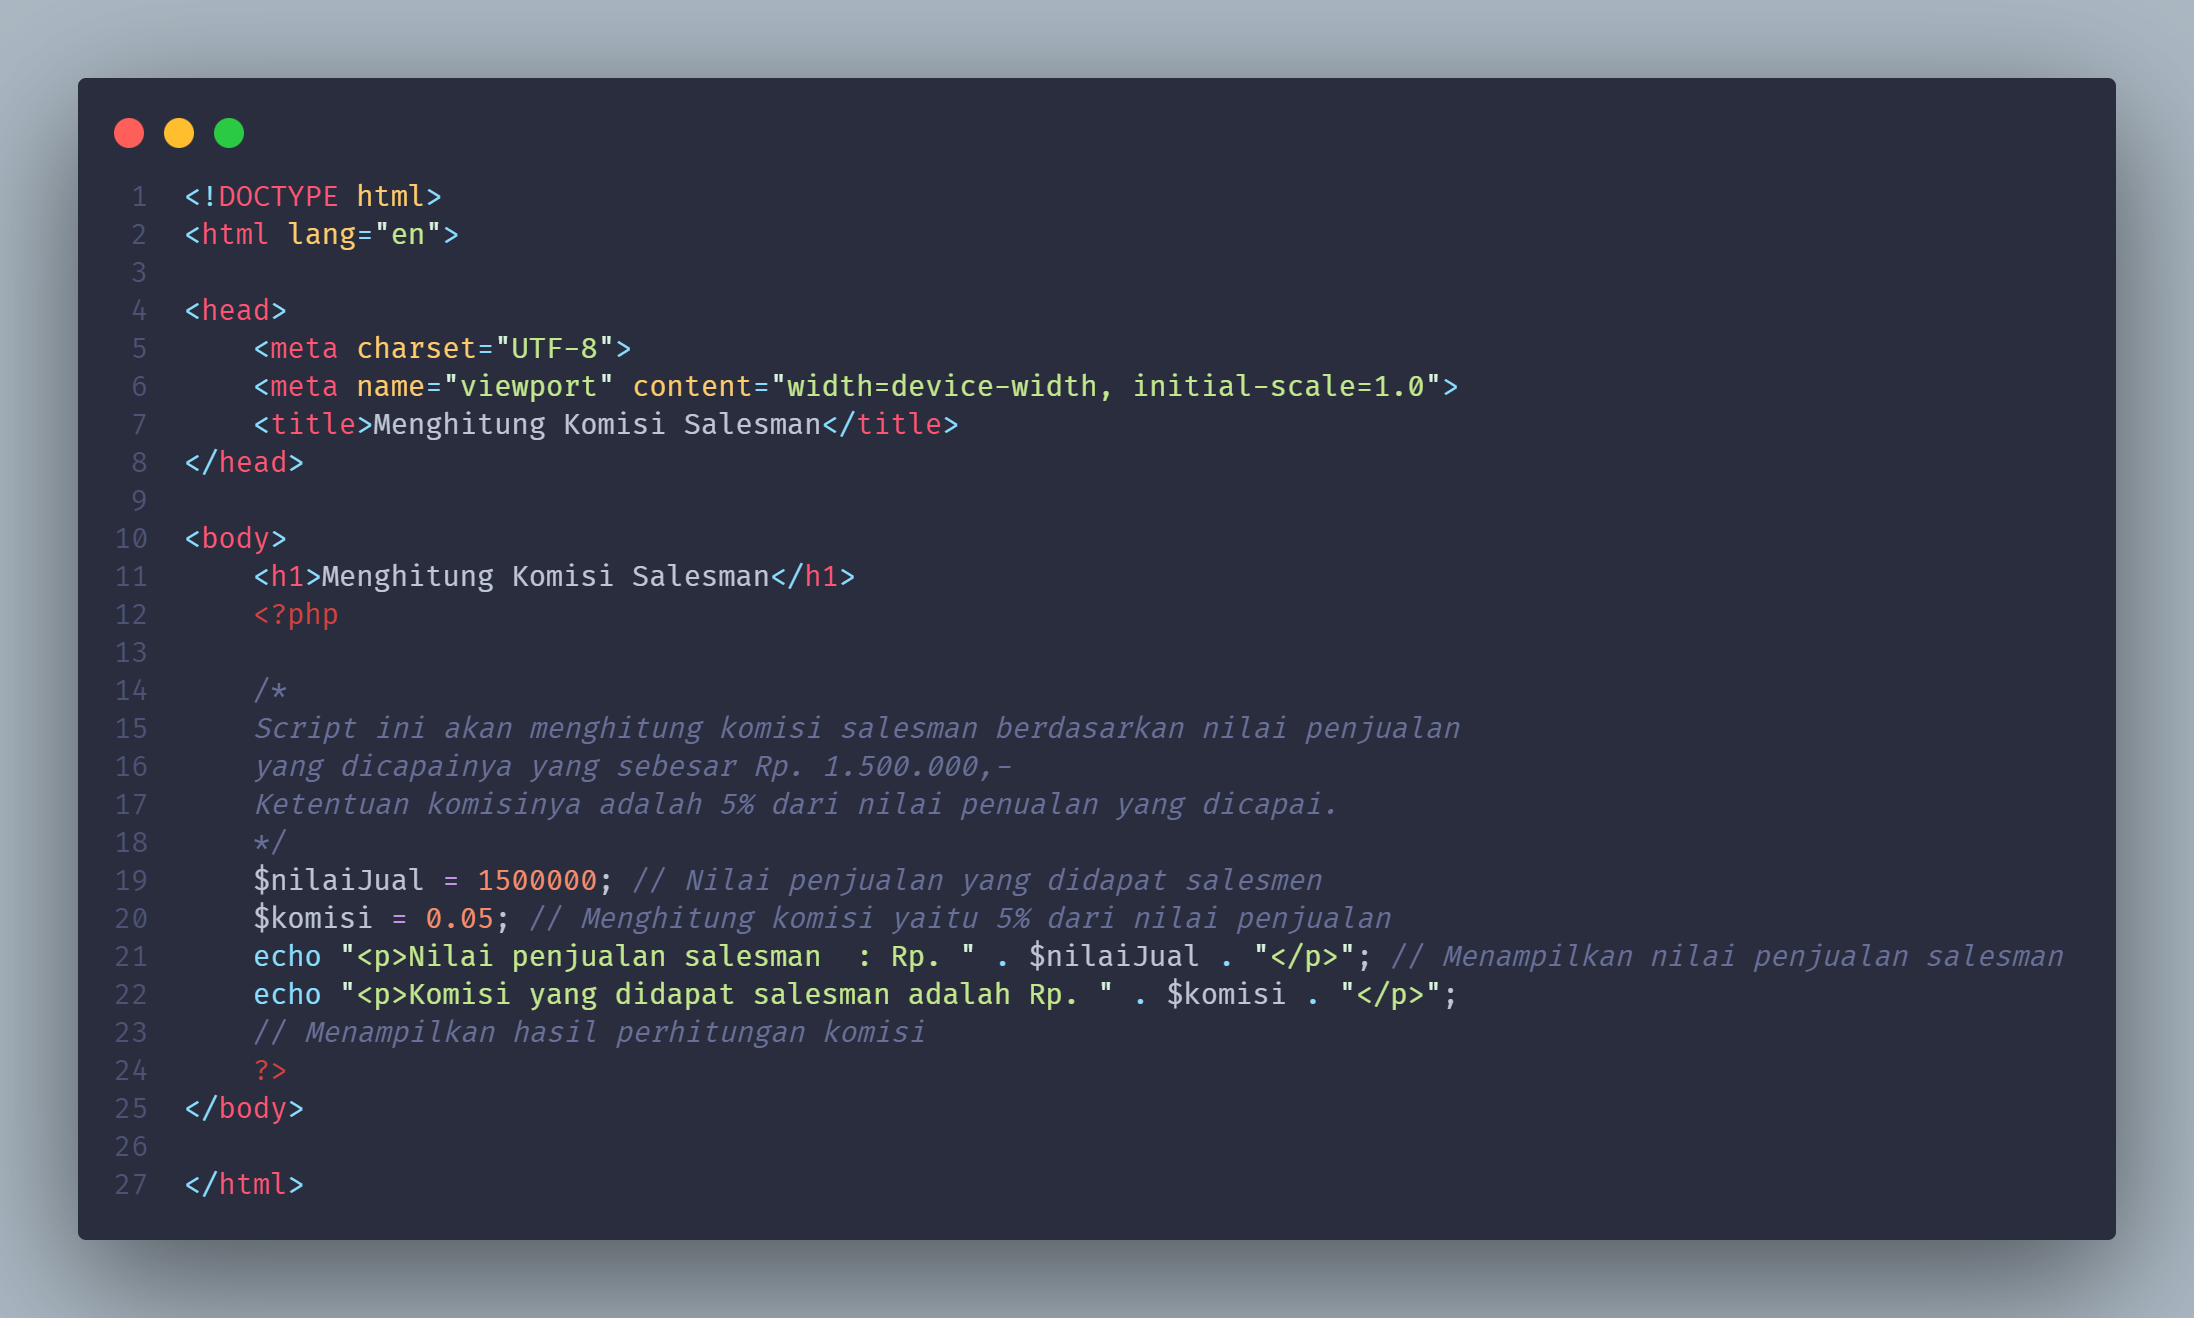 1 <!DOCTYPE html>
2 <html lang="en">
3
4 <head>
5     <meta charset="UTF-8">
6     <meta name="viewport" content="width=device-width, initial-scale=1.0">
7     <title>Menghitung Komisi Salesman</title>
8 </head>
9
10 <body>
11     <h1>Menghitung Komisi Salesman</h1>
12     <?php
13
14     /*
15     Script ini akan menghitung komisi salesman berdasarkan nilai penjualan
16     yang dicapainya yang sebesar Rp. 1.500.000,-
17     Ketentuan komisinya adalah 5% dari nilai penualan yang dicapai.
18     */
19     $nilaiJual = 1500000; // Nilai penjualan yang didapat salesmen
20     $komisi = 0.05; // Menghitung komisi yaitu 5% dari nilai penjualan
21     echo "<p>Nilai penjualan salesman  : Rp. " . $nilaiJual . "</p>"; // Menampilkan nilai penjualan salesman
22     echo "<p>Komisi yang didapat salesman adalah Rp. " . $komisi . "</p>";
23     // Menampilkan hasil perhitungan komisi
24     ?>
25 </body>
26
27 </html>